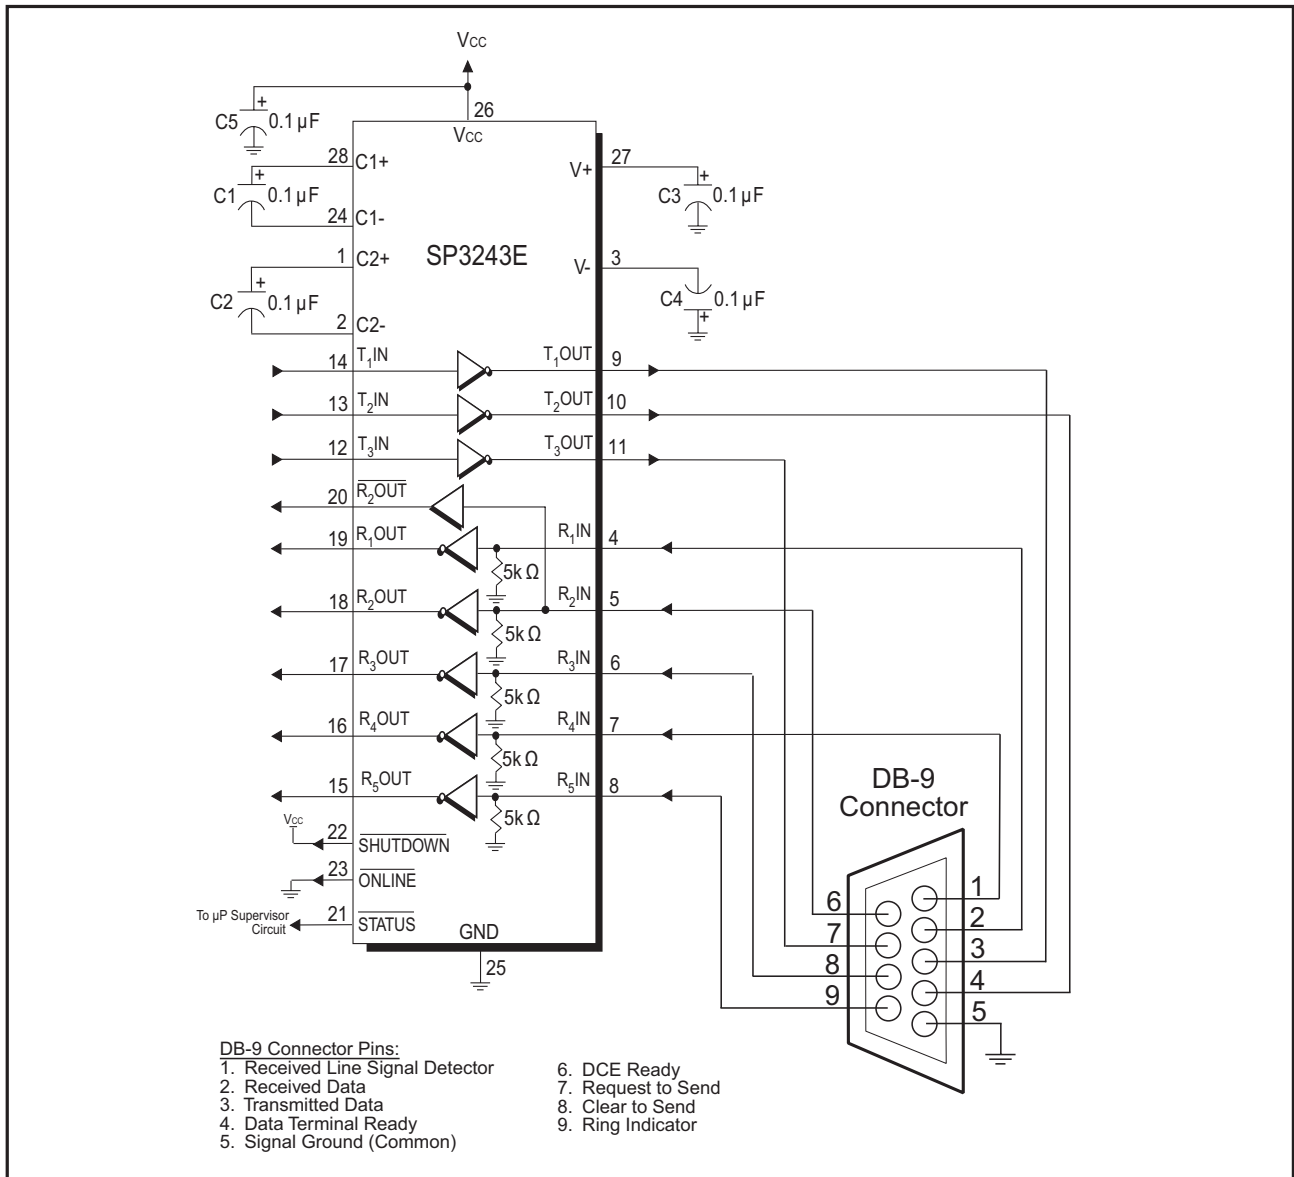 VCC
26
VCC
C5
+
0.1 µF
28
C1+
C1
+
0.1 µF
24
C1-
V+
27
C3
+
0.1 µF
1
C2+
SP3243E
V-
3
C2
+
0.1 µF
C4
0.1 µF
+
2
C2-
14
T1IN
T1OUT
9
13
T2IN
T2OUT
10
12
T3IN
T3OUT
11
20
R2OUT
19
R1OUT
R1IN
4
5k Ω
18
R2OUT
R2IN
5
5k Ω
17
R3OUT
R3IN
6
5k Ω
16
R4OUT
R4IN
7
5k Ω
15
R5OUT
R5IN
8
5k Ω
VCC
22
SHUTDOWN
23
ONLINE
To µP Supervisor
Circuit
21
STATUS
GND
25
DB-9
Connector
6
7
8
9
1
2
3
4
5
DB-9 Connector Pins:
1. Received Line Signal Detector
2. Received Data
3. Transmitted Data
4. Data Terminal Ready
5. Signal Ground (Common)
6. DCE Ready
7. Request to Send
8. Clear to Send
9. Ring Indicator